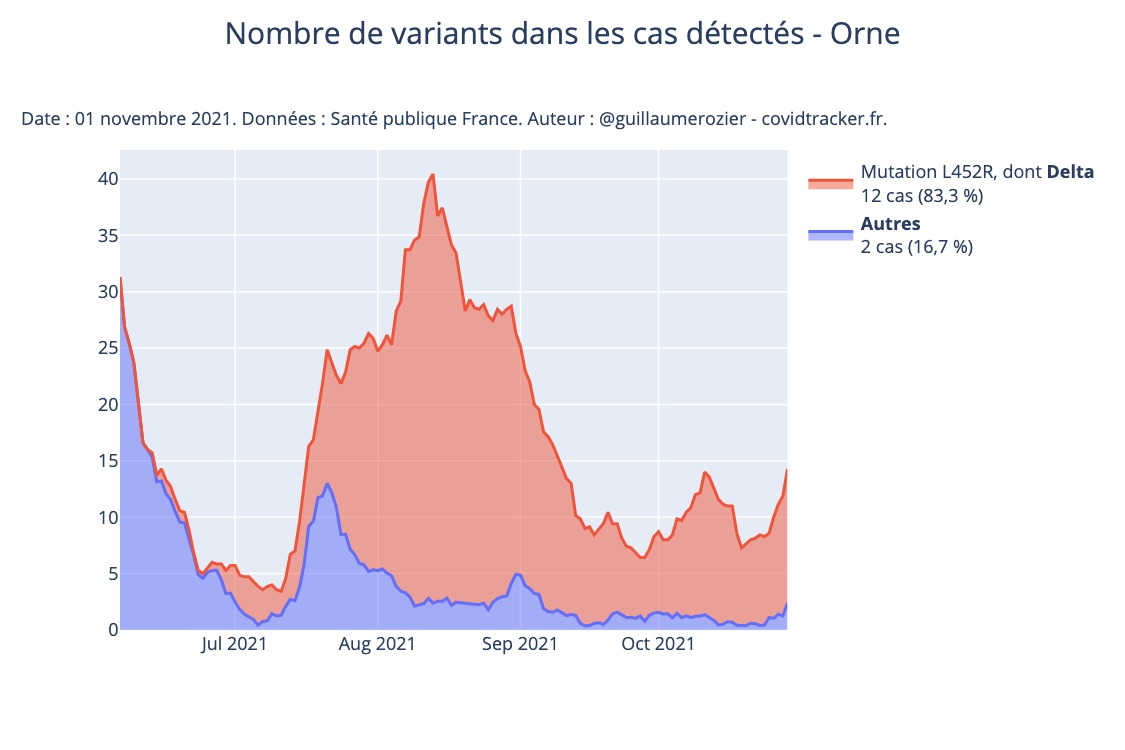 Nombre de variants dans les cas détectés - Orne
Date : 01 novembre 2021. Données : Santé publique France. Auteur : @guillaumerozier - covidtracker.fr.
Mutation L452R, dont Delta
12 cas (83,3 %)
Autres
2 cas (16,7 %)
40
35
30
25
20
15
10
5
0
Jul 2021
Aug 2021
Sep 2021
Oct 2021